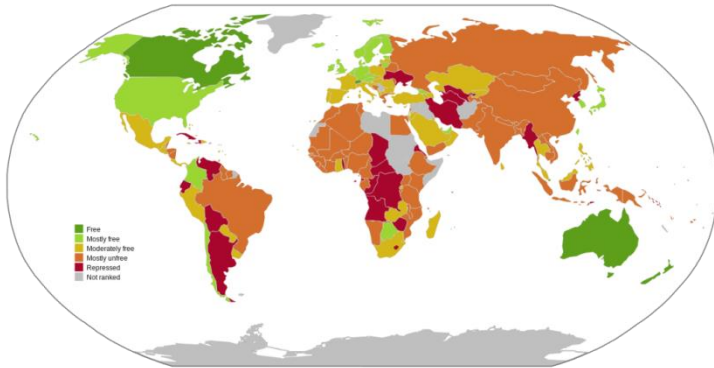 Free
Mostly free
Moderately free
Mostly unfree
Repressed
Not ranked